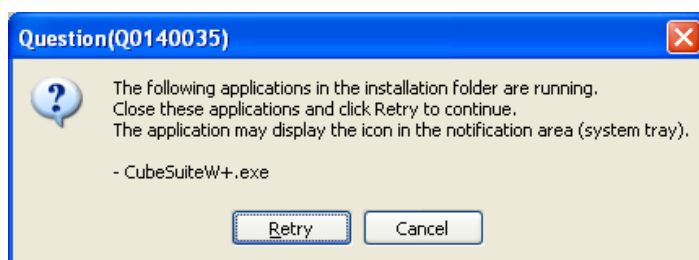 Question(Q0140035)
The following applications in the installation folder are running.
Close these applications and click Retry to continue.
The application may display the icon in the notification area (system tray).
- CubeSuiteW+.exe
Retry Cancel